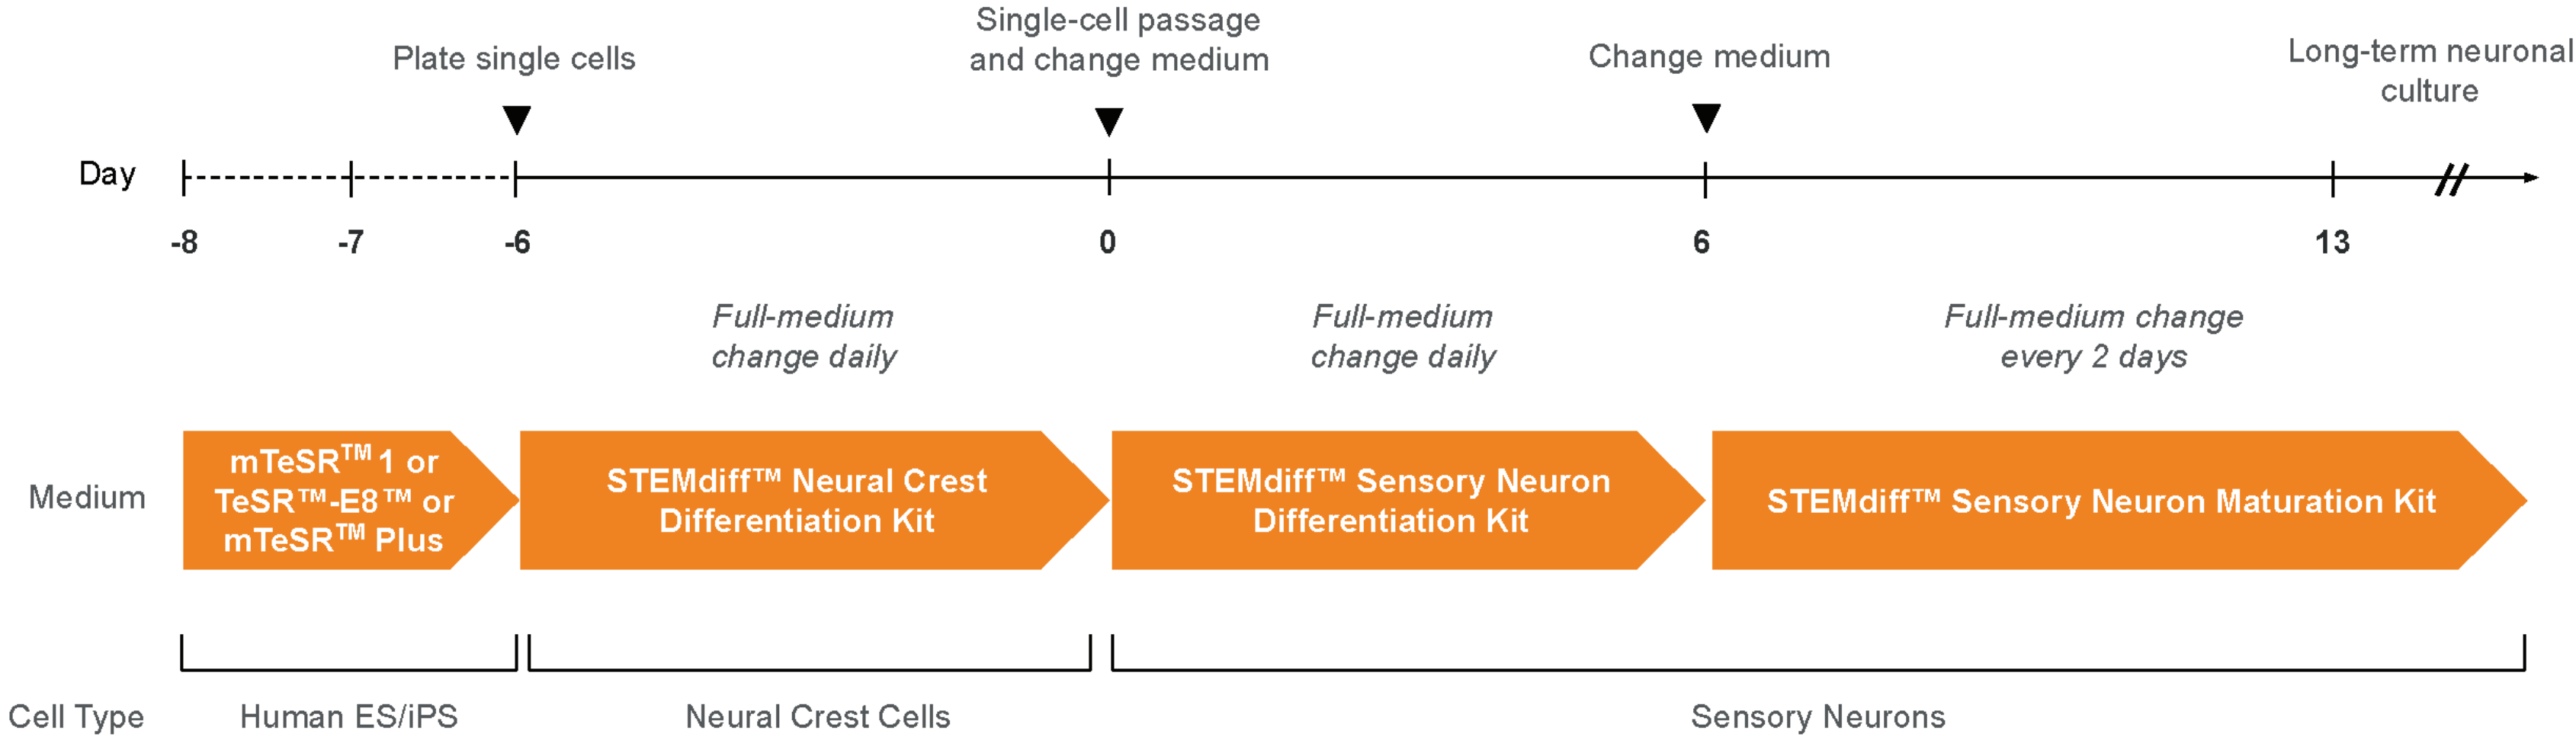 Plate single cells
Single-cell passage
and change medium
Change medium
Long-term neuronal
culture
Day
-8
-7
-6
0
6
13
Full-medium
change daily
Full-medium
change daily
Full-medium change
every 2 days
Medium
mTeSR™ 1 or
TeSR™-E8™ or
mTeSR™ Plus
STEMdiff™ Neural Crest
Differentiation Kit
STEMdiff™ Sensory Neuron
Differentiation Kit
STEMdiff™ Sensory Neuron Maturation Kit
Cell Type
Human ES/iPS
Neural Crest Cells
Sensory Neurons